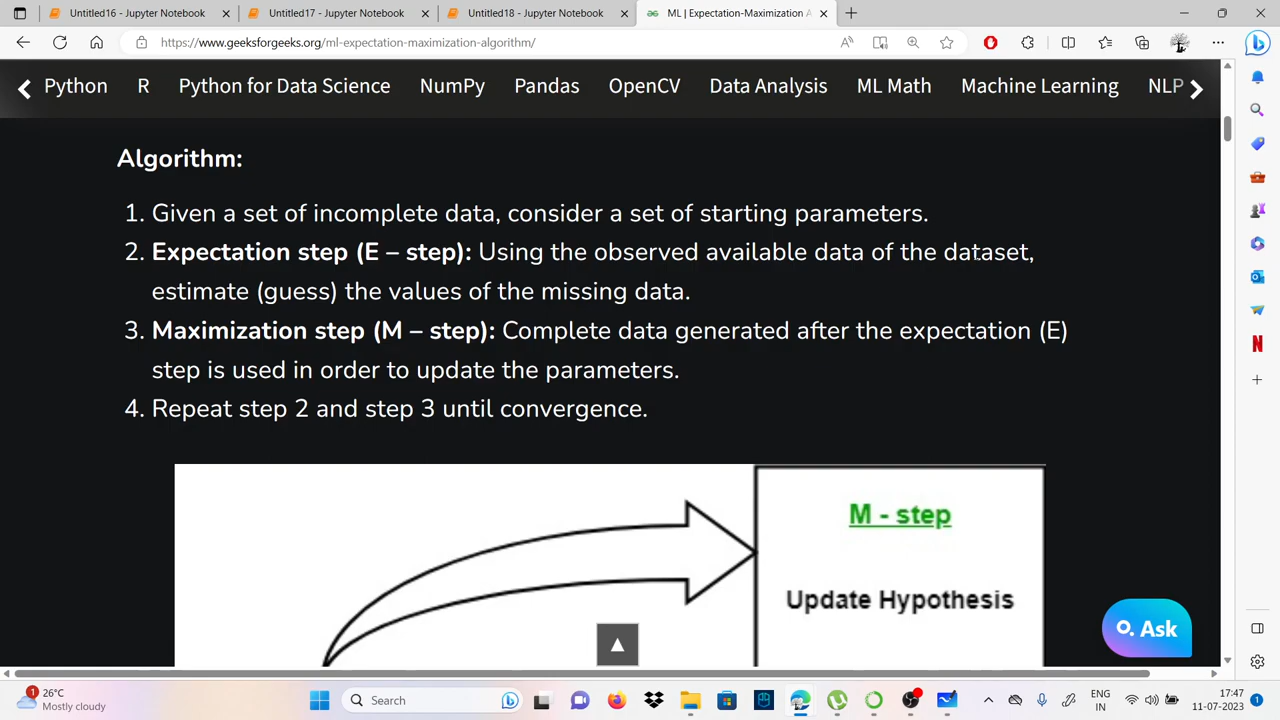 Untitled16 - Jupyter Notebook
Untitled17 - Jupyter Notebook
Untitled18 - Jupyter Notebook
ML | Expectation-Maximization A
https://www.geeksforgeeks.org/ml-expectation-maximization-algorithm/
Python R Python for Data Science NumPy Pandas OpenCV Data Analysis ML Math Machine Learning NLP
Algorithm:
1. Given a set of incomplete data, consider a set of starting parameters.
2. Expectation step (E – step): Using the observed available data of the dataset,
estimate (guess) the values of the missing data.
3. Maximization step (M – step): Complete data generated after the expectation (E)
step is used in order to update the parameters.
4. Repeat step 2 and step 3 until convergence.
M - step
Update Hypothesis
Ask
1
26°C
Mostly cloudy
Search
ENG
IN
17:47
11-07-2023
1